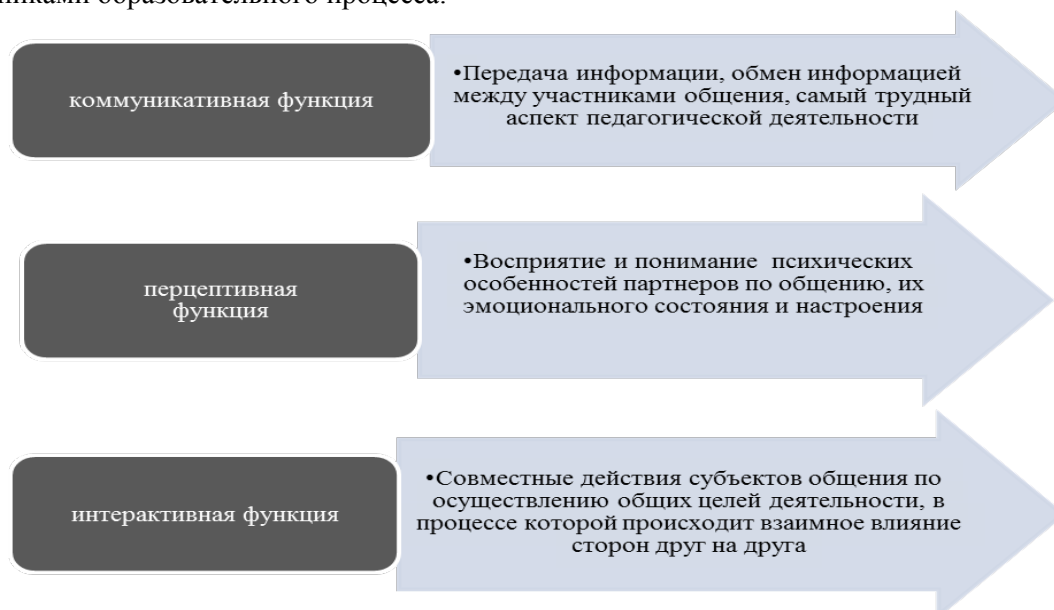 образовательного процесса.
коммуникативная функция
•Передача информации, обмен информацией
между участниками общения, самый трудный
аспект педагогической деятельности
перцептивная
функция
•Восприятие и понимание психических
особенностей партнеров по общению, их
эмоционального состояния и настроения
интерактивная функция
•Совместные действия субъектов общения по
осуществлению общих целей деятельности, в
процессе которой происходит взаимное влияние
сторон друг на друга